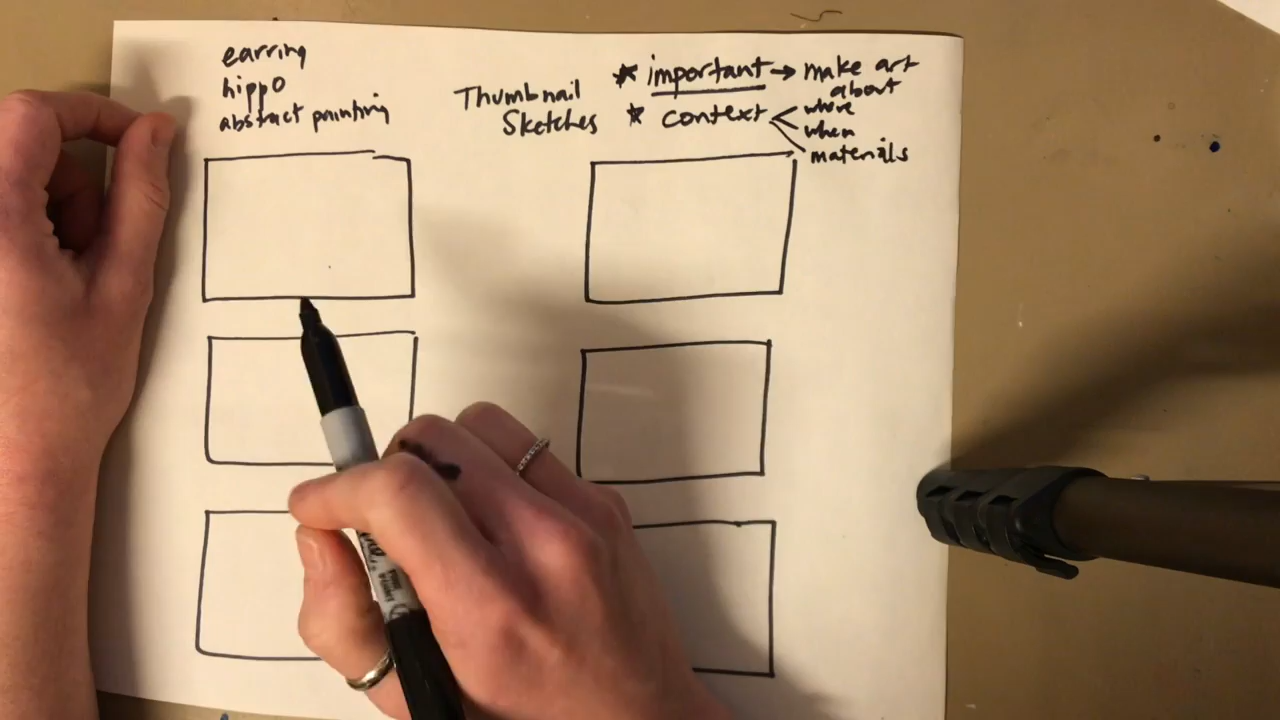 earring
hippo
abstract painting
Thumbnail
Sketches
* important → make art
about
* context
where
when
materials